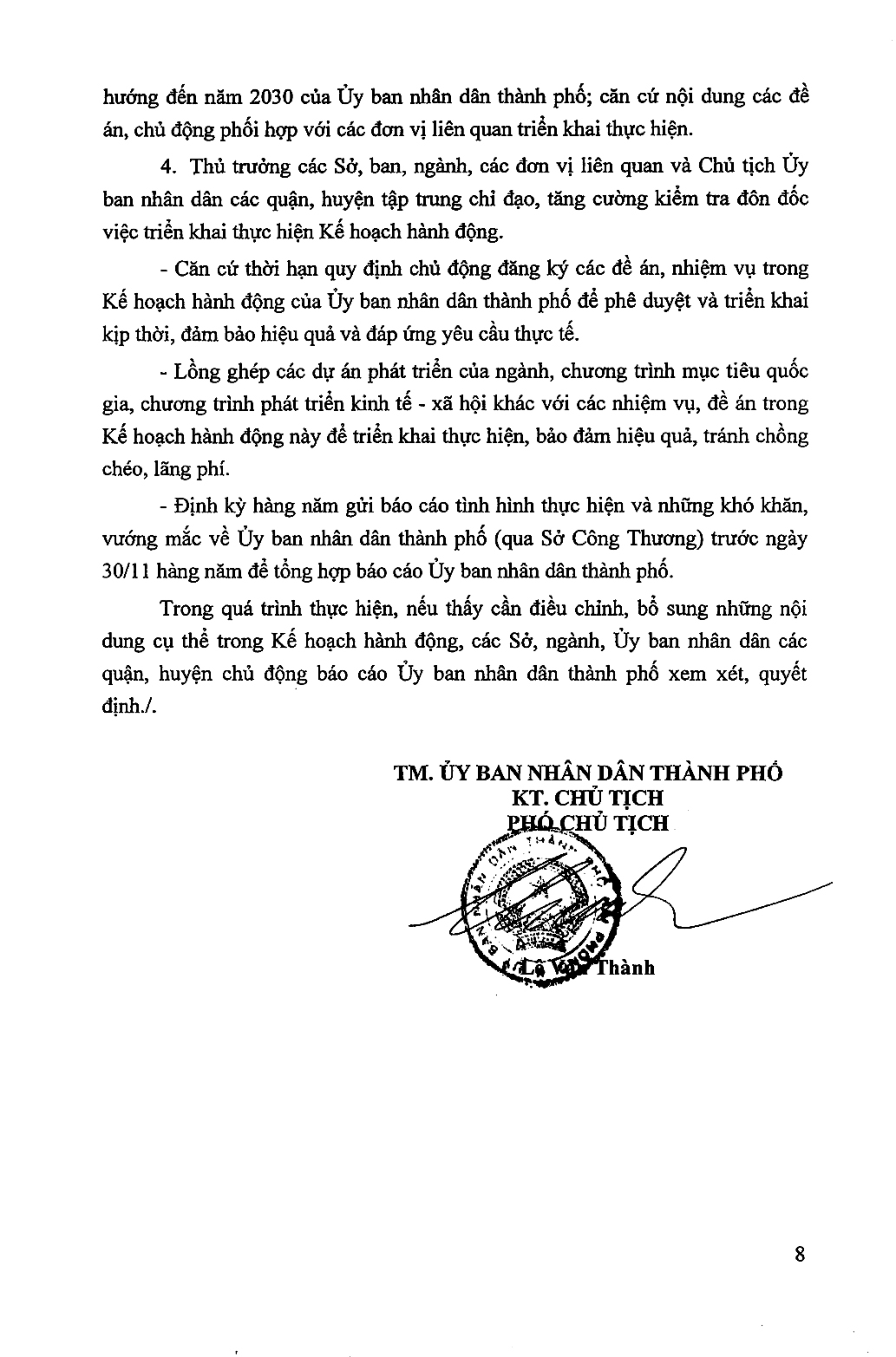 hướng đến năm 2030 của Ủy ban nhân dân thành phố; căn cứ nội dung các đề
án, chủ động phối hợp với các đơn vị liên quan triển khai thực hiện.
4. Thủ trưởng các Sở, ban, ngành, các đơn vị liên quan và Chủ tịch Ủy
ban nhân dân các quận, huyện tập trung chỉ đạo, tăng cường kiểm tra đôn đốc
việc triển khai thực hiện Kế hoạch hành động.
- Căn cứ thời hạn quy định chủ động đăng ký các đề án, nhiệm vụ trong
Kế hoạch hành động của Ủy ban nhân dân thành phố để phê duyệt và triển khai
kịp thời, đảm bảo hiệu quả và đáp ứng yêu cầu thực tế.
- Lồng ghép các dự án phát triển của ngành, chương trình mục tiêu quốc
gia, chương trình phát triển kinh tế - xã hội khác với các nhiệm vụ, đề án trong
Kế hoạch hành động này để triển khai thực hiện, bảo đảm hiệu quả, tránh chồng
chéo, lãng phí.
- Định kỳ hàng năm gửi báo cáo tình hình thực hiện và những khó khăn,
vướng mắc về Ủy ban nhân dân thành phố (qua Sở Công Thương) trước ngày
30/11 hàng năm để tổng hợp báo cáo Ủy ban nhân dân thành phố.
Trong quá trình thực hiện, nếu thấy cần điều chỉnh, bổ sung những nội
dung cụ thể trong Kế hoạch hành động, các Sở, ngành, Ủy ban nhân dân các
quận, huyện chủ động báo cáo Ủy ban nhân dân thành phố xem xét, quyết
định./.
TM. ỦY BAN NHÂN DÂN THÀNH PHỐ
KT. CHỦ TỊCH
PHÓ CHỦ TỊCH
BAN NHÂN DÂN THÀNH PHỐ
Lê Văn Thành
8